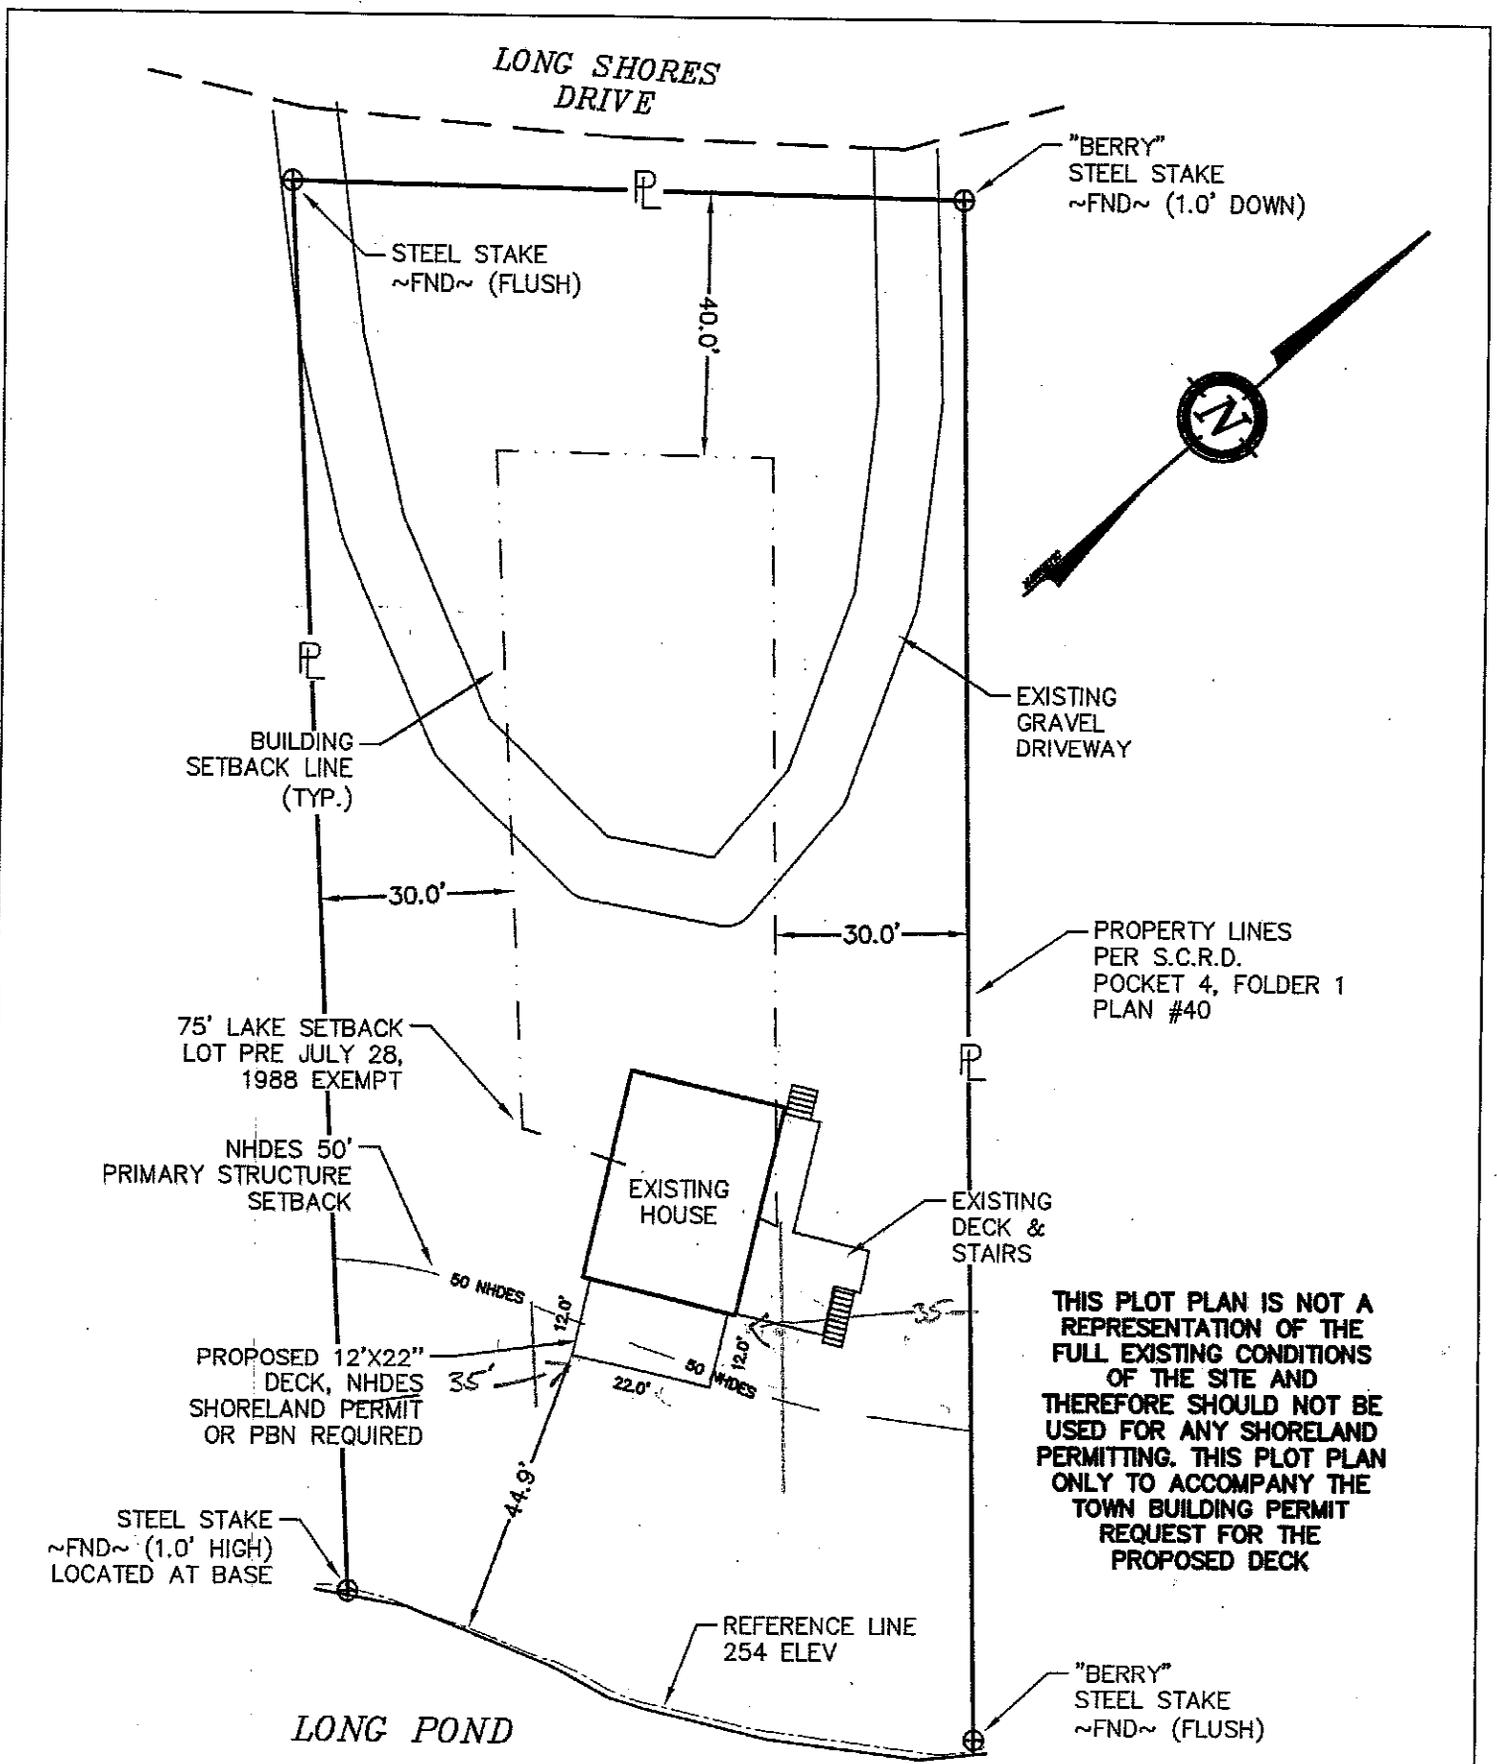 LONG SHORES
DRIVE
"BERRY"
STEEL STAKE
~FND~ (1.0' DOWN)
P
L
STEEL STAKE
~FND~ (FLUSH)
40.0'
N
P
L
EXISTING
GRAVEL
DRIVEWAY
BUILDING
SETBACK LINE
(TYP.)
30.0'
30.0'
PROPERTY LINES
PER S.C.R.D.
POCKET 4, FOLDER 1
PLAN #40
75' LAKE SETBACK
LOT PRE JULY 28,
1988 EXEMPT
P
L
NHDES 50'
PRIMARY STRUCTURE
SETBACK
EXISTING
HOUSE
EXISTING
DECK &
STAIRS
50 NHDES
12.0'
35
12.0'
PROPOSED 12'X22"
DECK, NHDES
SHORELAND PERMIT
OR PBN REQUIRED
35'
22.0'
50 NHDES
THIS PLOT PLAN IS NOT A
REPRESENTATION OF THE
FULL EXISTING CONDITIONS
OF THE SITE AND
THEREFORE SHOULD NOT BE
USED FOR ANY SHORELAND
PERMITTING. THIS PLOT PLAN
ONLY TO ACCOMPANY THE
TOWN BUILDING PERMIT
REQUEST FOR THE
PROPOSED DECK
44.9'
STEEL STAKE
~FND~ (1.0' HIGH)
LOCATED AT BASE
REFERENCE LINE
254 ELEV
"BERRY"
STEEL STAKE
~FND~ (FLUSH)
LONG POND